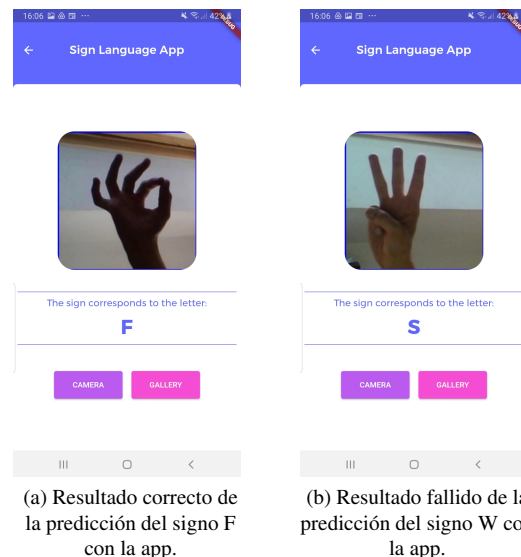 16:06 ... 42%
Sign Language App
The sign corresponds to the letter:
F
CAMERA
GALLERY
(a) Resultado correcto de
la predicción del signo F
con la app.
16:06 ... 42%
Sign Language App
The sign corresponds to the letter:
S
CAMERA
GALLERY
(b) Resultado fallido de la
predicción del signo W con
la app.